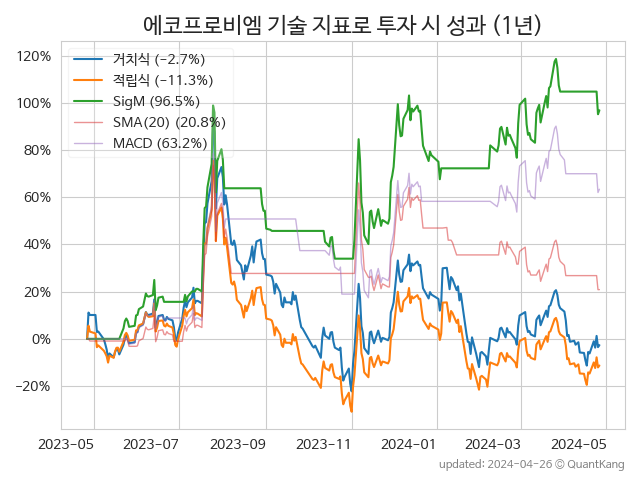 에코프로비엠 기술 지표로 투자 시 성과 (1년)
120%
100%
80%
60%
40%
20%
0%
−20%
거치식 (−2.7%)
적립식 (−11.3%)
SigM (96.5%)
SMA(20) (20.8%)
MACD (63.2%)
2023-05
2023-07
2023-09
2023-11
2024-01
2024-03
2024-05
updated: 2024-04-26 ⓒ QuantKang